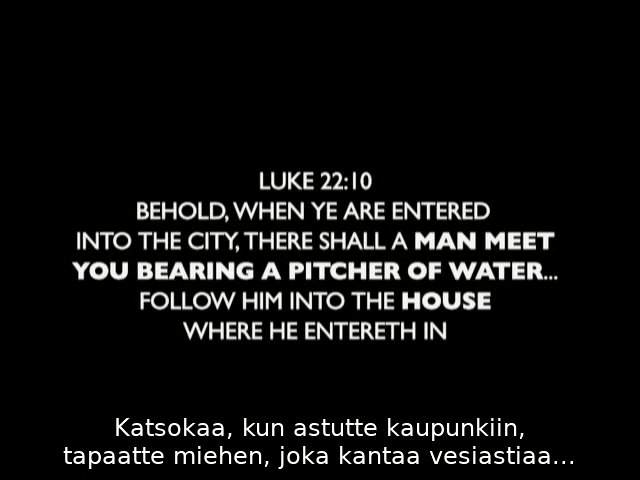 LUKE 22:10
BEHOLD, WHEN YE ARE ENTERED
INTO THE CITY, THERE SHALL A MAN MEET
YOU BEARING A PITCHER OF WATER...
FOLLOW HIM INTO THE HOUSE
WHERE HE ENTERETH IN
Katsokaa, kun astutte kaupunkiin,
tapaatte miehen, joka kantaa vesiastiaa...